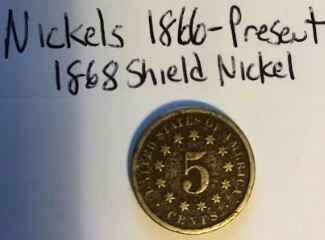 Nickels 1866-Present
1868 Shield Nickel
UNITED STATES OF AMERICA
5
CENTS